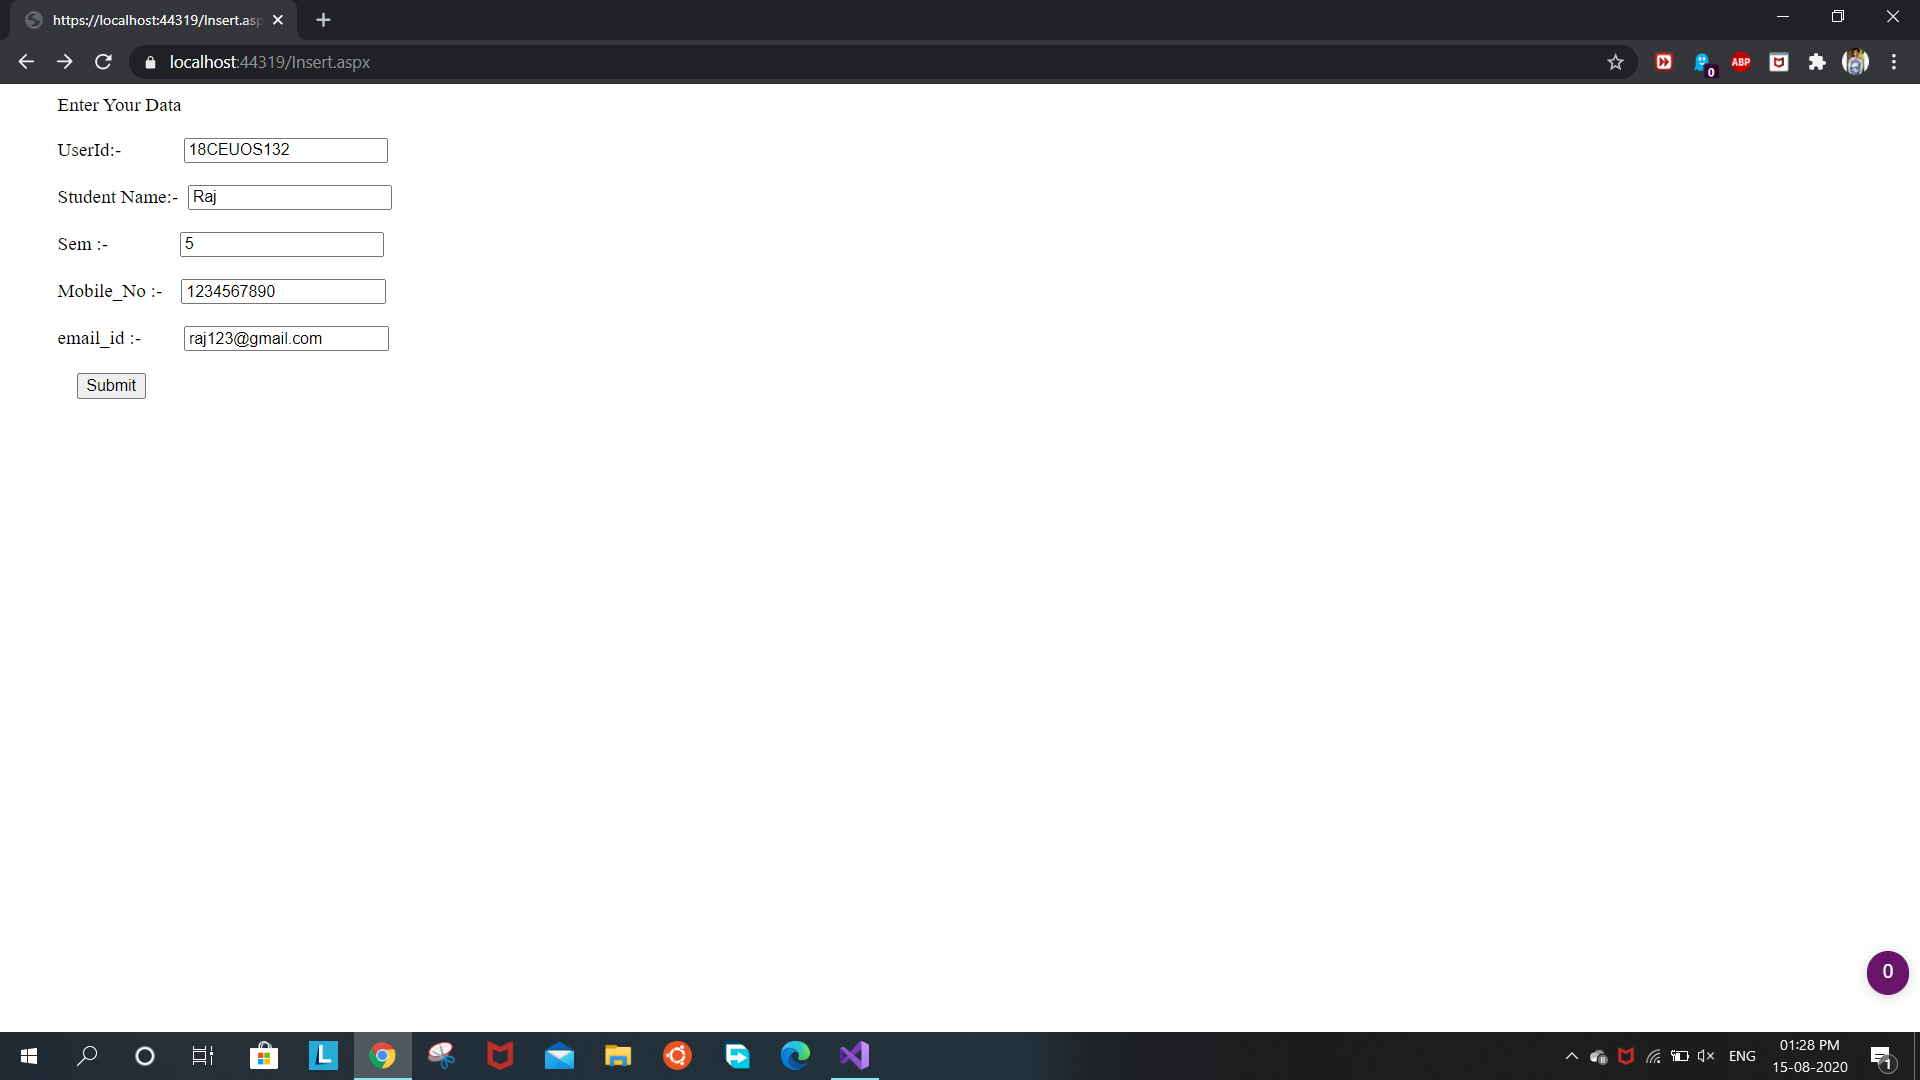 https://localhost:44319/Insert.asp
localhost:44319/Insert.aspx
0
ABP
Enter Your Data
UserId:- 18CEUOS132
Student Name:- Raj
Sem :- 5
Mobile_No :- 1234567890
email_id :- raj123@gmail.com
Submit
0
L
ENG
01:28 PM
15-08-2020
1